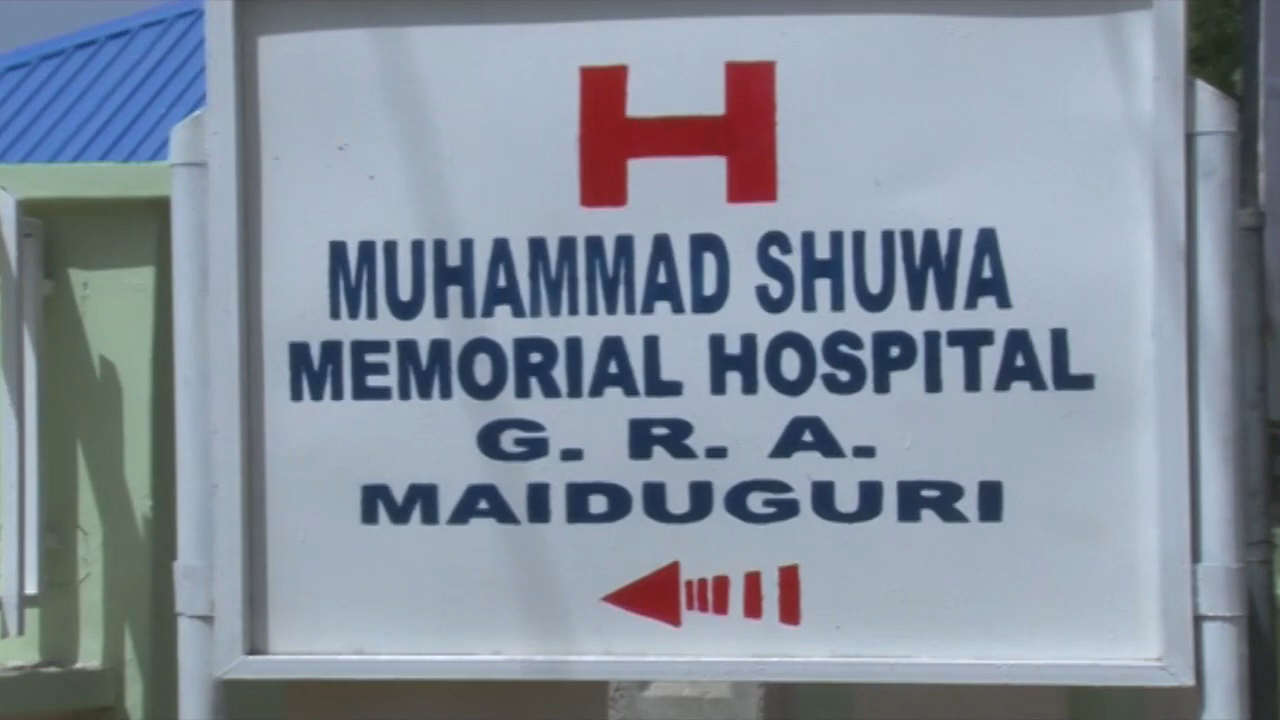 H
MUHAMMAD SHUWA
MEMORIAL HOSPITAL
G. R. A.
MAIDUGURI